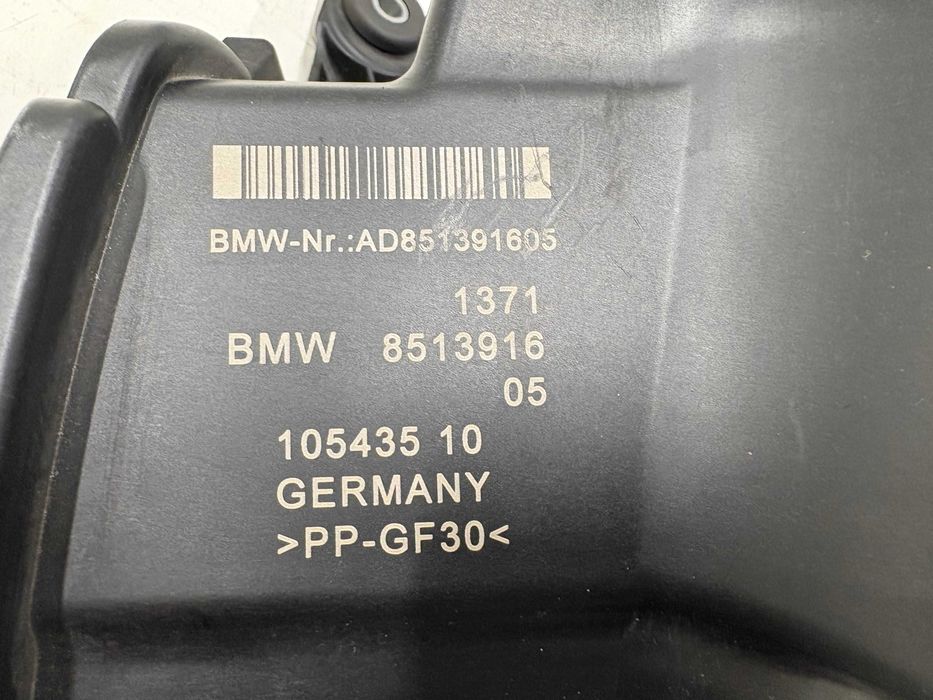 BMW-Nr.:AD851391605
1371
BMW 8513916
05
105435 10
GERMANY
>PP-GF30<